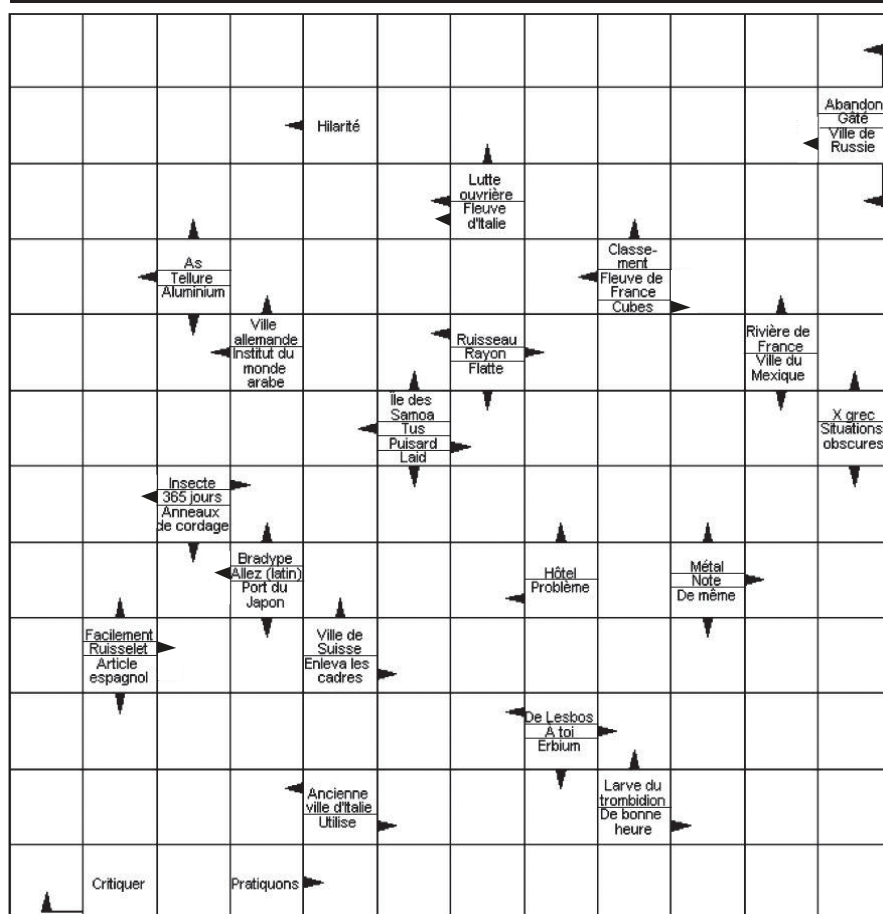 Hilarité
Abandon
Gâté
Ville de
Russie
Lutte
ouvrière
Fleuve
d'Italie
As
Tellure
Aluminium
Classe-
ment
Fleuve de
France
Cubes
Ville
allemande
Institut du
monde
arabe
Ruisseau
Rayon
Flatte
Rivière de
France
Ville du
Mexique
Île des
Samoa
Tus
Puisard
Laid
X grec
Situations
obscures
Insecte
365 jours
Anneaux
de cordage
Bradype
Allez (latin)
Port du
Japon
Hôtel
Problème
Métal
Note
De même
Facilement
Ruisselet
Article
espagnol
Ville de
Suisse
Enleva les
cadres
De Lesbos
À toi
Erbium
Ancienne
ville d'Italie
Utilise
Larve du
trombidion
De bonne
heure
Critiquer
Pratiquons